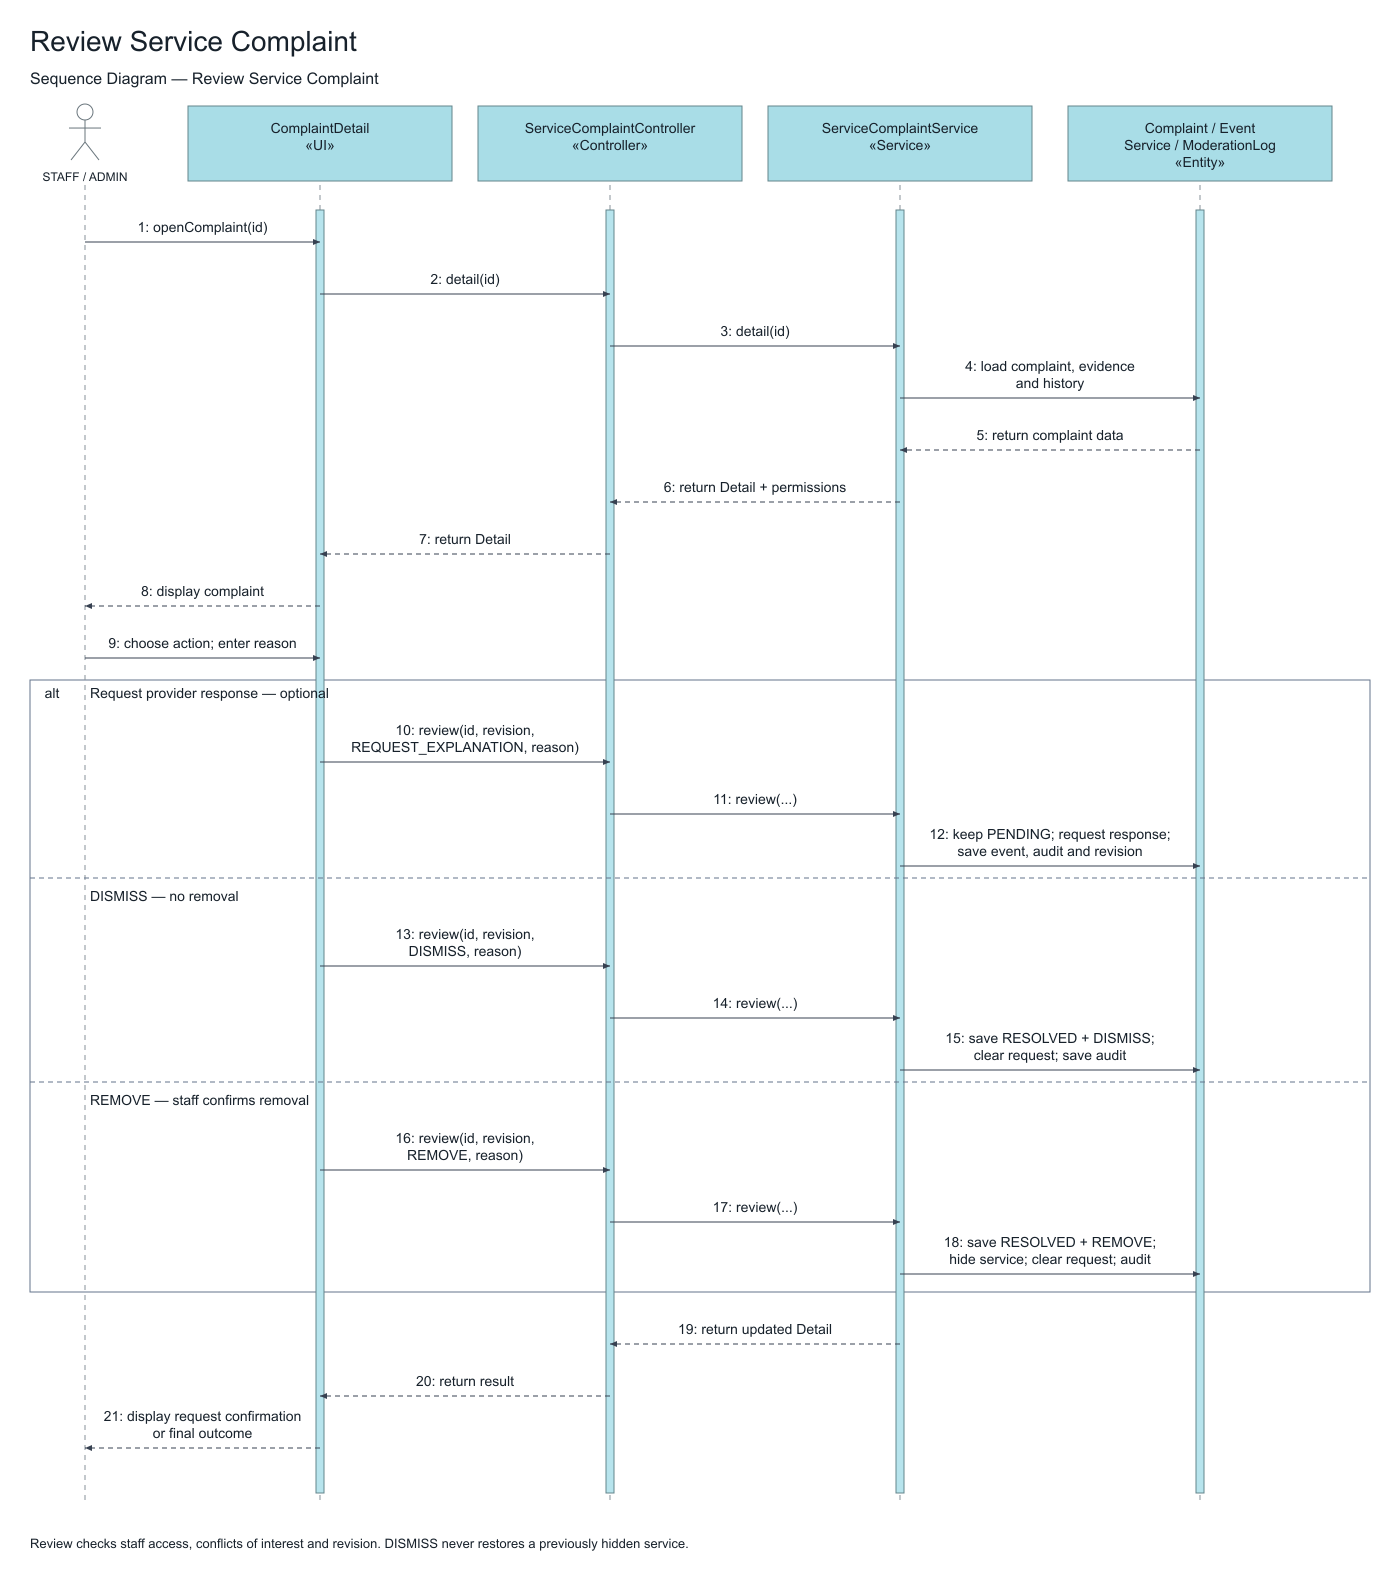 Review Service Complaint
Sequence Diagram — Review Service Complaint
STAFF / ADMIN
ComplaintDetail
«UI»
ServiceComplaintController
«Controller»
ServiceComplaintService
«Service»
Complaint / Event
Service / ModerationLog
«Entity»
1: openComplaint(id)
2: detail(id)
3: detail(id)
4: load complaint, evidence
and history
5: return complaint data
6: return Detail + permissions
7: return Detail
8: display complaint
9: choose action; enter reason
alt
Request provider response — optional
10: review(id, revision,
REQUEST_EXPLANATION, reason)
11: review(...)
12: keep PENDING; request response;
save event, audit and revision
DISMISS — no removal
13: review(id, revision,
DISMISS, reason)
14: review(...)
15: save RESOLVED + DISMISS;
clear request; save audit
REMOVE — staff confirms removal
16: review(id, revision,
REMOVE, reason)
17: review(...)
18: save RESOLVED + REMOVE;
hide service; clear request; audit
19: return updated Detail
20: return result
21: display request confirmation
or final outcome
Review checks staff access, conflicts of interest and revision. DISMISS never restores a previously hidden service.